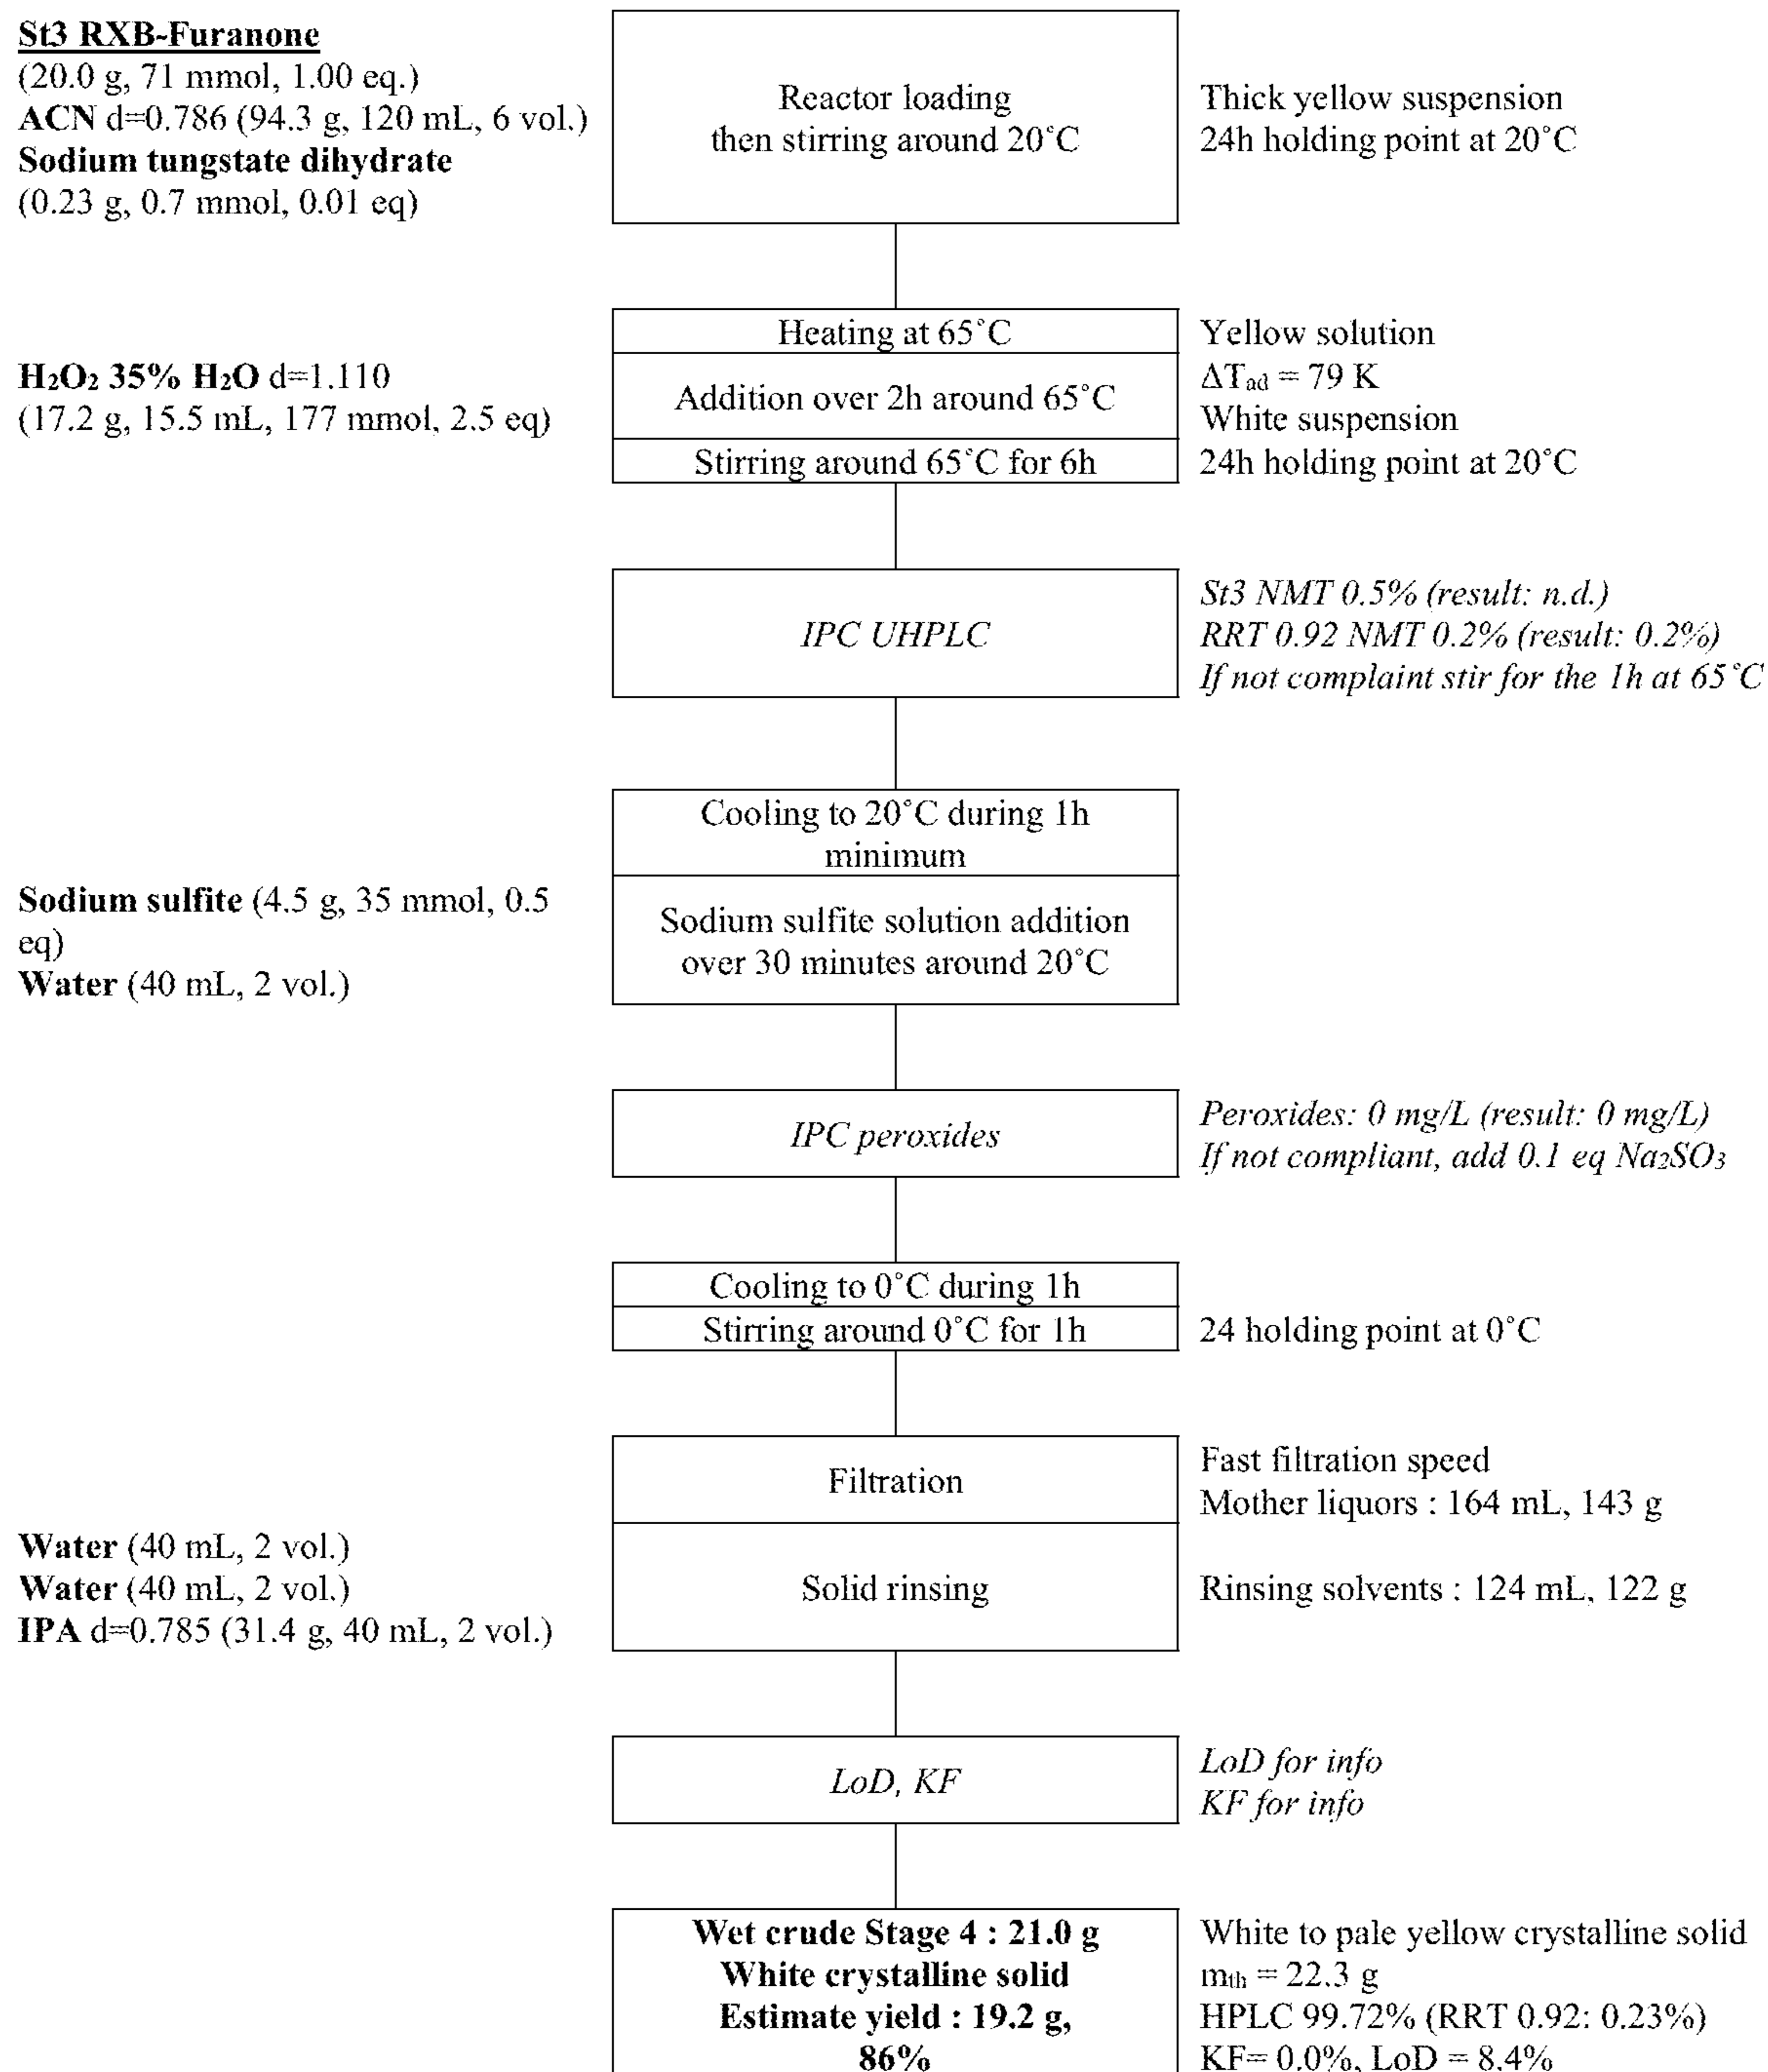 St3 RXB-Furanone
(20.0 g, 71 mmol, 1.00 eq.)
ACN d=0.786 (94.3 g, 120 mL, 6 vol.)
Sodium tungstate dihydrate
(0.23 g, 0.7 mmol, 0.01 eq)
Reactor loading
then stirring around 20°C
Thick yellow suspension
24h holding point at 20°C
H₂O₂ 35% H₂O d=1.110
(17.2 g, 15.5 mL, 177 mmol, 2.5 eq)
Heating at 65°C
Addition over 2h around 65°C
Stirring around 65°C for 6h
Yellow solution
ΔTad = 79 K
White suspension
24h holding point at 20°C
IPC UHPLC
St3 NMT 0.5% (result: n.d.)
RRT 0.92 NMT 0.2% (result: 0.2%)
If not complaint stir for the 1h at 65°C
Sodium sulfite (4.5 g, 35 mmol, 0.5
eq)
Water (40 mL, 2 vol.)
Cooling to 20°C during 1h
minimum
Sodium sulfite solution addition
over 30 minutes around 20°C
IPC peroxides
Peroxides: 0 mg/L (result: 0 mg/L)
If not compliant, add 0.1 eq Na₂SO₃
Cooling to 0°C during 1h
Stirring around 0°C for 1h
24 holding point at 0°C
Filtration
Fast filtration speed
Mother liquors : 164 mL, 143 g
Water (40 mL, 2 vol.)
Water (40 mL, 2 vol.)
IPA d=0.785 (31.4 g, 40 mL, 2 vol.)
Solid rinsing
Rinsing solvents : 124 mL, 122 g
LoD, KF
LoD for info
KF for info
Wet crude Stage 4 : 21.0 g
White crystalline solid
Estimate yield : 19.2 g,
86%
White to pale yellow crystalline solid
mth = 22.3 g
HPLC 99.72% (RRT 0.92: 0.23%)
KF= 0.0%, LoD = 8.4%